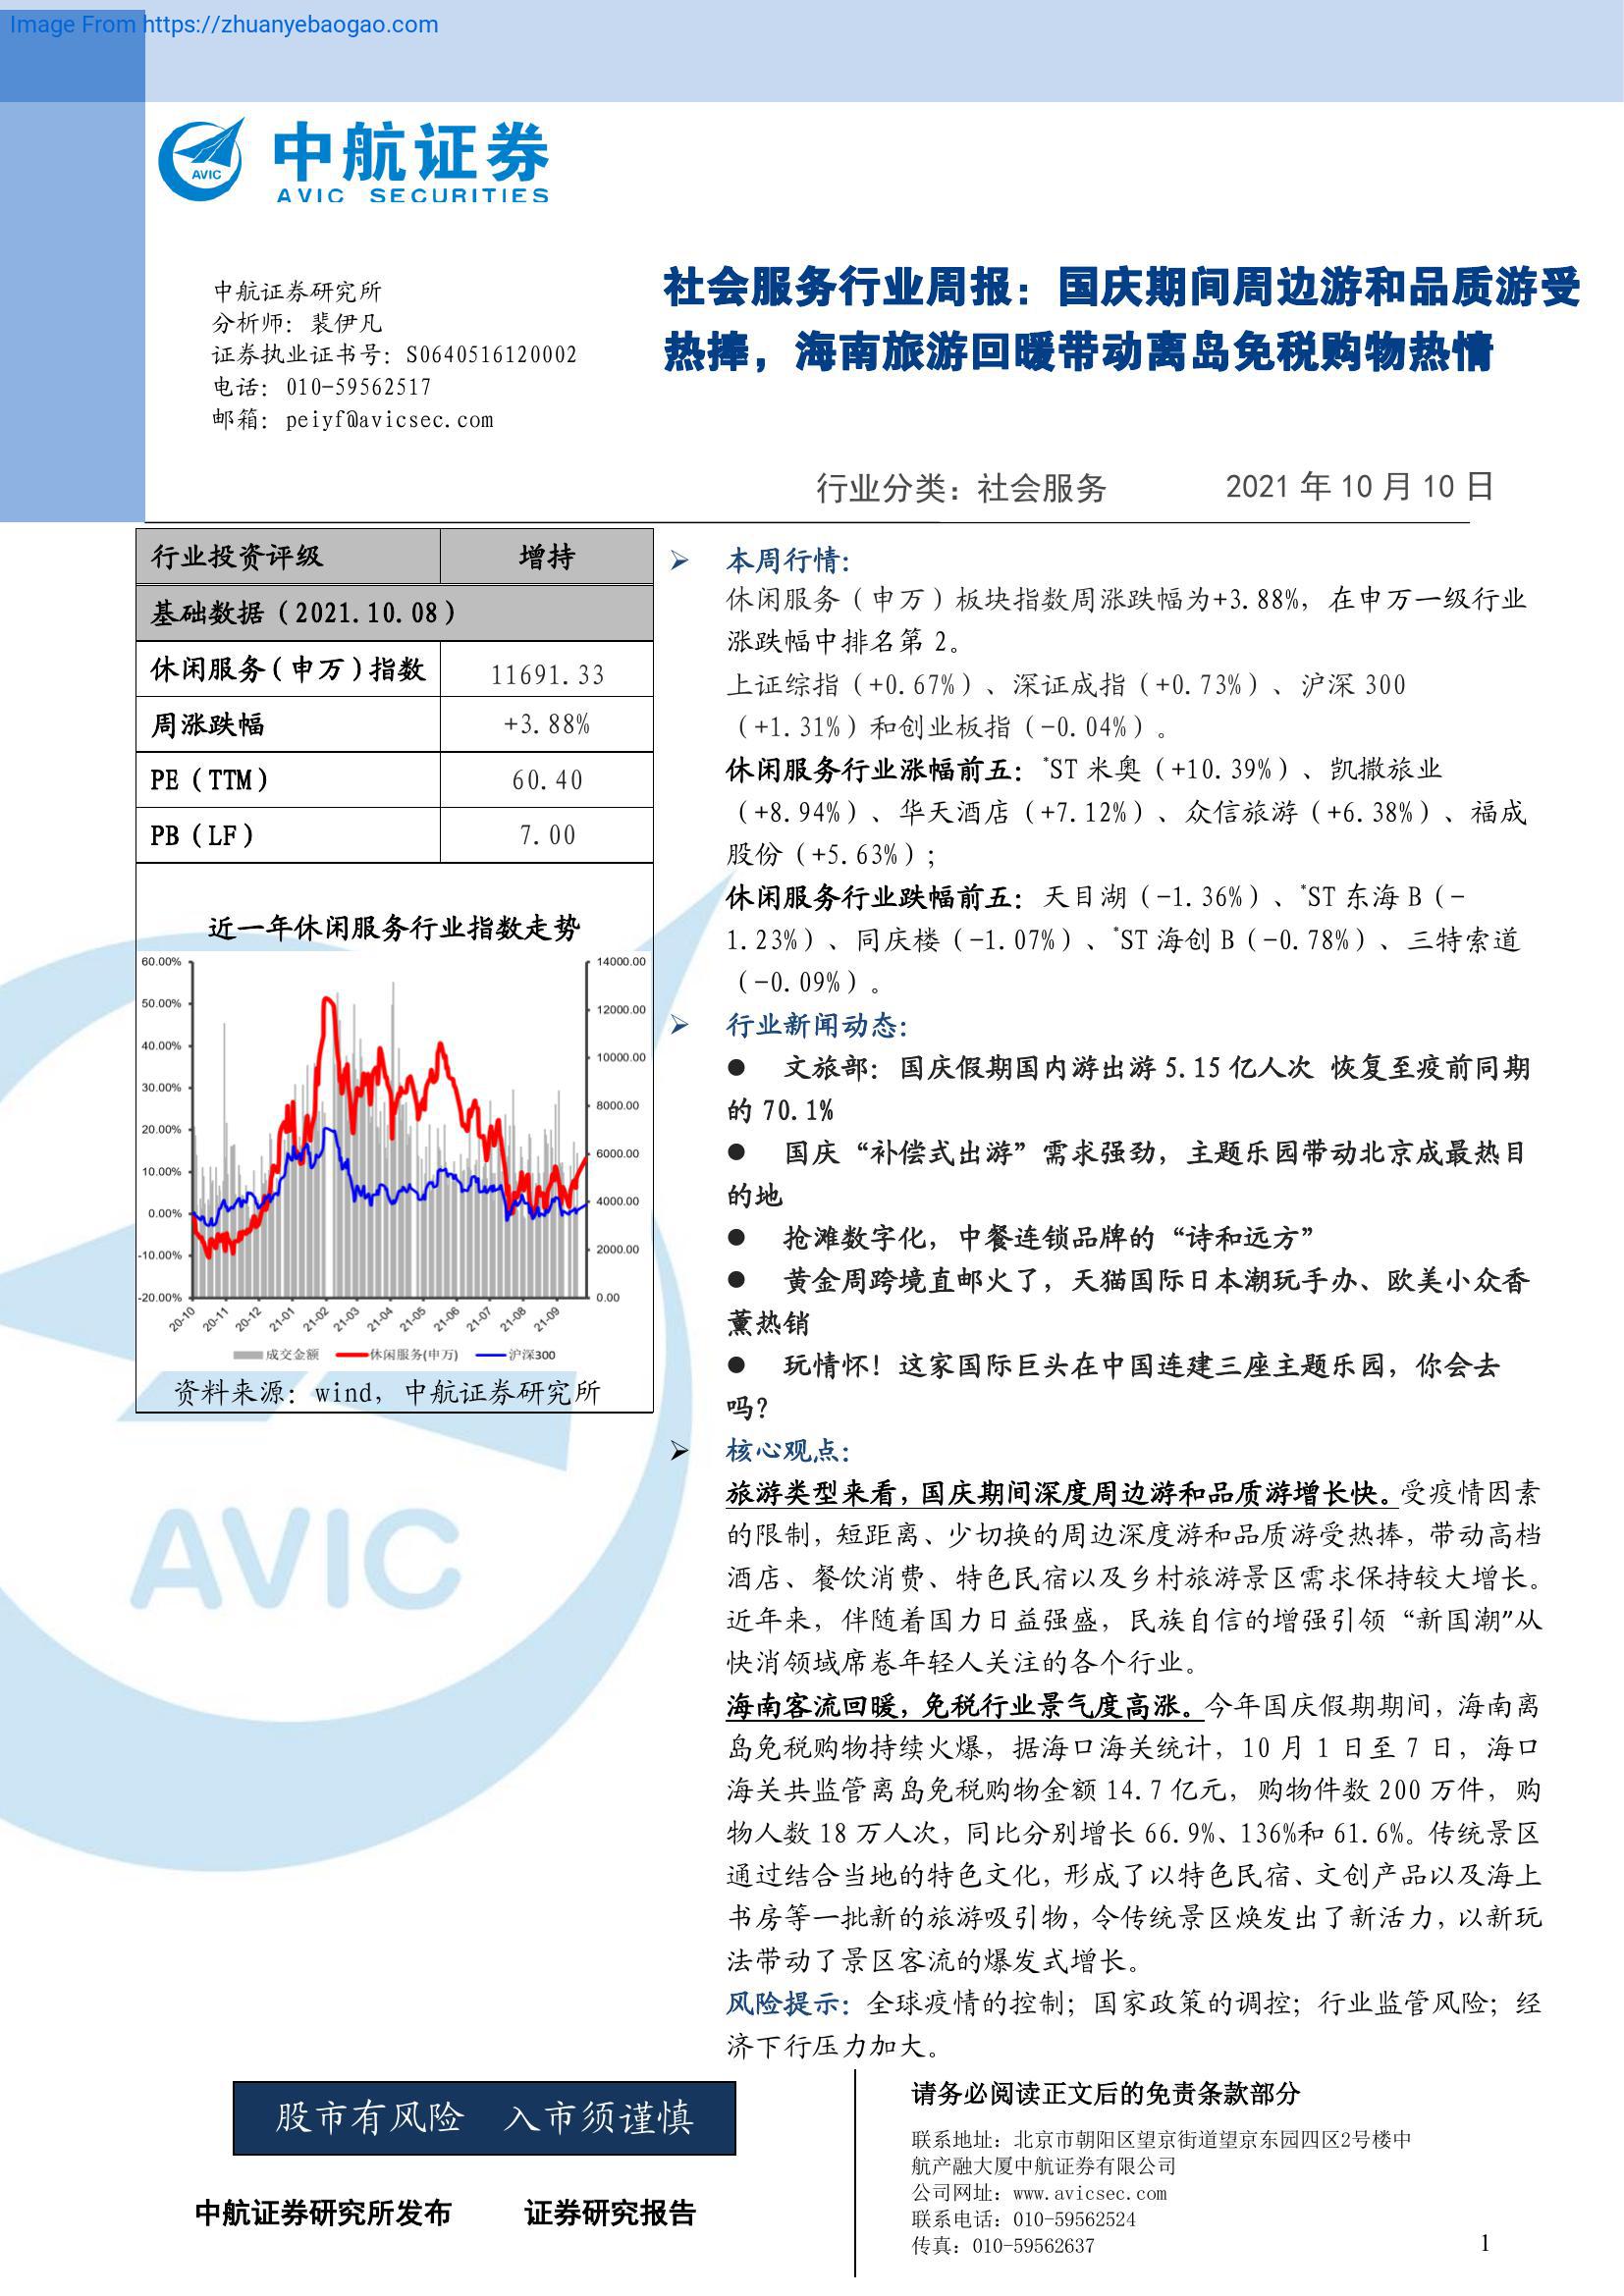 Image From https://zhuanyebaogao.com
AVIC
中航证券
AVIC SECURITIES
中航证券研究所
分析师：裴伊凡
证券执业证书号：S0640516120002
电话：010-59562517
邮箱：peiyf@avicsec.com
社会服务行业周报：国庆期间周边游和品质游受
热捧，海南旅游回暖带动离岛免税购物热情
行业分类：社会服务 2021年10月10日
行业投资评级 增持
基础数据（2021.10.08）
休闲服务(申万)指数 11691.33
周涨跌幅 +3.88%
PE（TTM） 60.40
PB（LF） 7.00
近一年休闲服务行业指数走势
60.00%
50.00%
40.00%
30.00%
20.00%
10.00%
0.00%
-10.00%
-20.00%
14000.00
12000.00
10000.00
8000.00
6000.00
4000.00
2000.00
0.00
20-10 20-11 20-12 21-01 21-02 21-03 21-04 21-05 21-06 21-07 21-08 21-09
成交金额 休闲服务(申万) 沪深300
资料来源：wind，中航证券研究所
AVIC
➢ 本周行情：
休闲服务（申万）板块指数周涨跌幅为+3.88%，在申万一级行业
涨跌幅中排名第 2。
上证综指（+0.67%）、深证成指（+0.73%）、沪深 300
（+1.31%）和创业板指（-0.04%）。
休闲服务行业涨幅前五：*ST 米奥（+10.39%）、凯撒旅业
（+8.94%）、华天酒店（+7.12%）、众信旅游（+6.38%）、福成
股份（+5.63%）；
休闲服务行业跌幅前五：天目湖（-1.36%）、*ST 东海 B（-
1.23%）、同庆楼（-1.07%）、*ST 海创 B（-0.78%）、三特索道
（-0.09%）。
➢ 行业新闻动态：
● 文旅部：国庆假期国内游出游 5.15 亿人次 恢复至疫前同期
的 70.1%
● 国庆“补偿式出游”需求强劲，主题乐园带动北京成最热目
的地
● 抢滩数字化，中餐连锁品牌的“诗和远方”
● 黄金周跨境直邮火了，天猫国际日本潮玩手办、欧美小众香
薰热销
● 玩情怀！这家国际巨头在中国连建三座主题乐园，你会去
吗？
➢ 核心观点：
旅游类型来看，国庆期间深度周边游和品质游增长快。受疫情因素
的限制，短距离、少切换的周边深度游和品质游受热捧，带动高档
酒店、餐饮消费、特色民宿以及乡村旅游景区需求保持较大增长。
近年来，伴随着国力日益强盛，民族自信的增强引领“新国潮”从
快消领域席卷年轻人关注的各个行业。
海南客流回暖，免税行业景气度高涨。今年国庆假期期间，海南离
岛免税购物持续火爆，据海口海关统计，10 月 1 日至 7 日，海口
海关共监管离岛免税购物金额 14.7 亿元，购物件数 200 万件，购
物人数 18 万人次，同比分别增长 66.9%、136%和 61.6%。传统景区
通过结合当地的特色文化，形成了以特色民宿、文创产品以及海上
书房等一批新的旅游吸引物，令传统景区焕发出了新活力，以新玩
法带动了景区客流的爆发式增长。
风险提示：全球疫情的控制；国家政策的调控；行业监管风险；经
济下行压力加大。
股市有风险 入市须谨慎
中航证券研究所发布 证券研究报告
请务必阅读正文后的免责条款部分
联系地址：北京市朝阳区望京街道望京东园四区2号楼中
航产融大厦中航证券有限公司
公司网址：www.avicsec.com
联系电话：010-59562524
传真：010-59562637
1